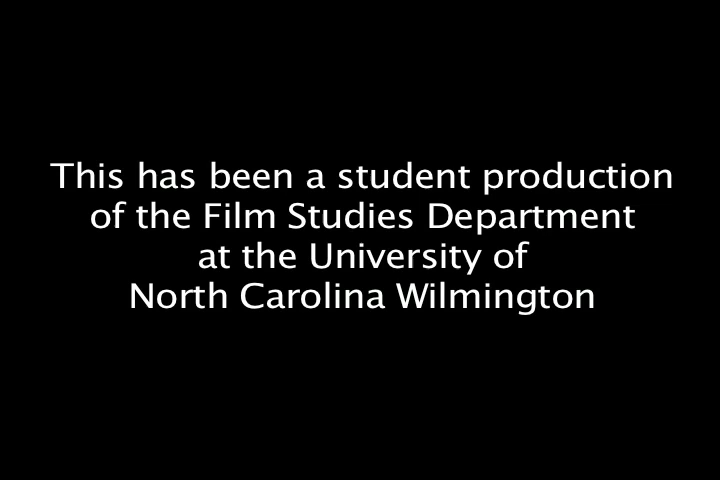 This has been a student production
of the Film Studies Department
at the University of
North Carolina Wilmington